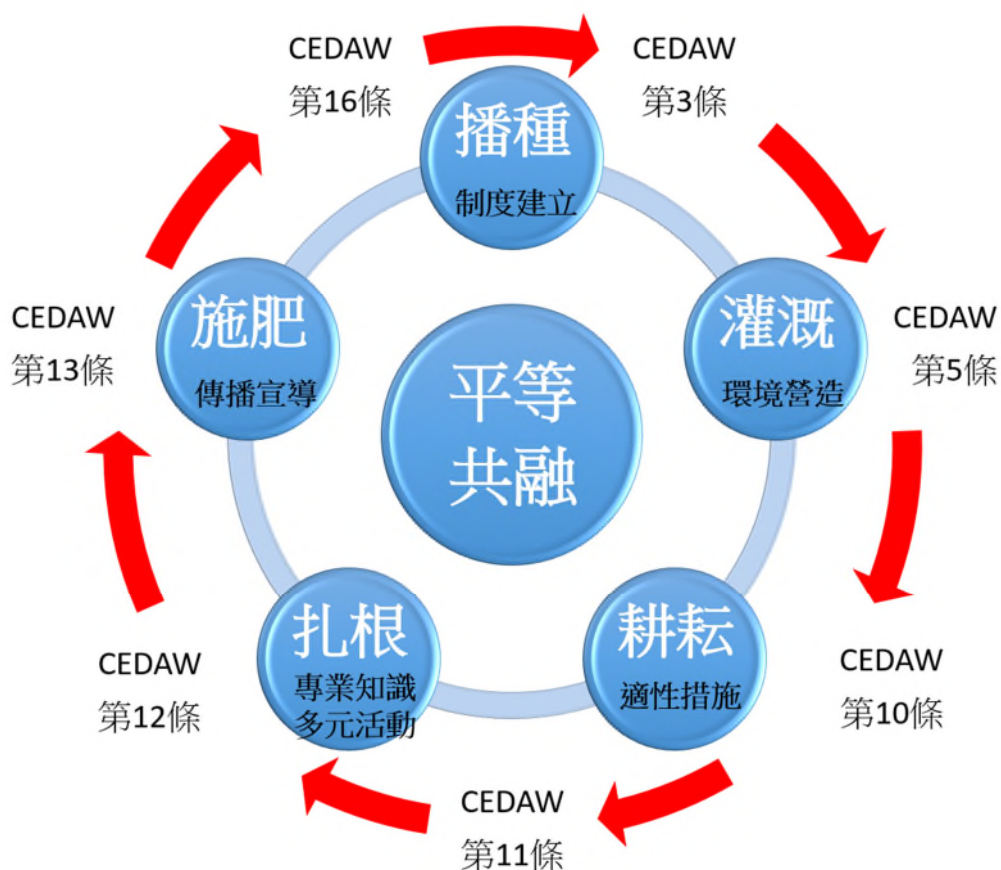 CEDAW
第16條
CEDAW
第3條
播種
制度建立
施肥
傳播宣導
灌溉
環境營造
CEDAW
第13條
CEDAW
第5條
平等
共融
扎根
專業知識
多元活動
耕耘
適性措施
CEDAW
第12條
CEDAW
第10條
CEDAW
第11條